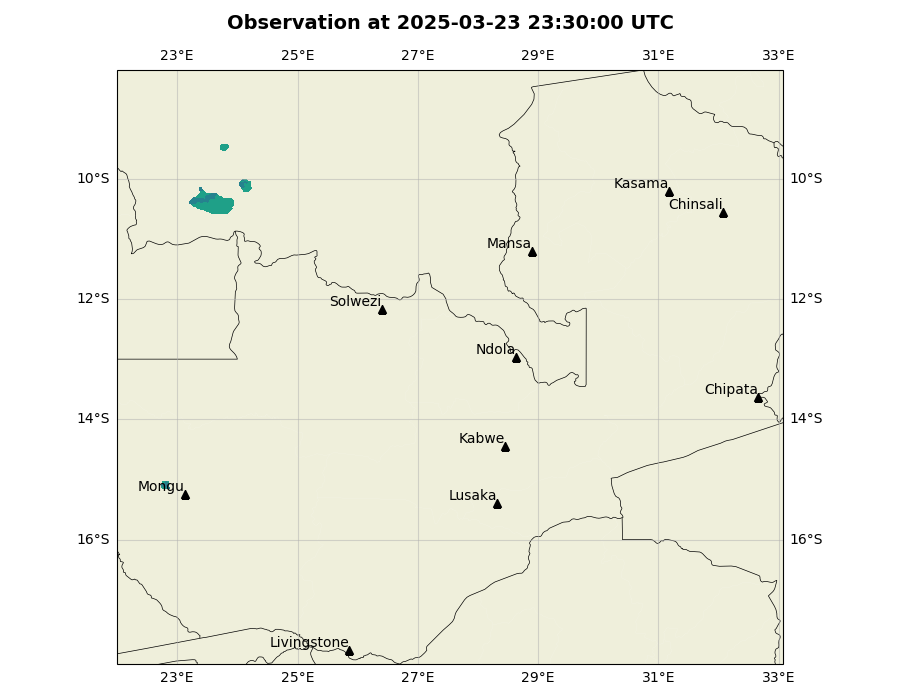 Observation at 2025-03-23 23:30:00 UTC
23°E 25°E 27°E 29°E 31°E 33°E
10°S 10°S
Kasama
Chinsali
Mansa
12°S 12°S
Solwezi
Ndola
Chipata
14°S 14°S
Kabwe
Mongu
Lusaka
16°S 16°S
Livingstone
23°E 25°E 27°E 29°E 31°E 33°E